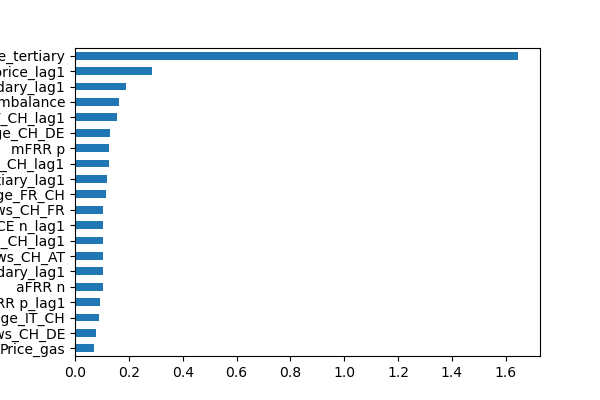 e_tertiary
price_lag1
dary_lag1
mbalance
_CH_lag1
ge_CH_DE
mFRR p
_CH_lag1
iary_lag1
ge_FR_CH
ws_CH_FR
CE n_lag1
_CH_lag1
ws_CH_AT
dary_lag1
aFRR n
RR p_lag1
ge_IT_CH
ws_CH_DE
Price_gas
0.0 0.2 0.4 0.6 0.8 1.0 1.2 1.4 1.6